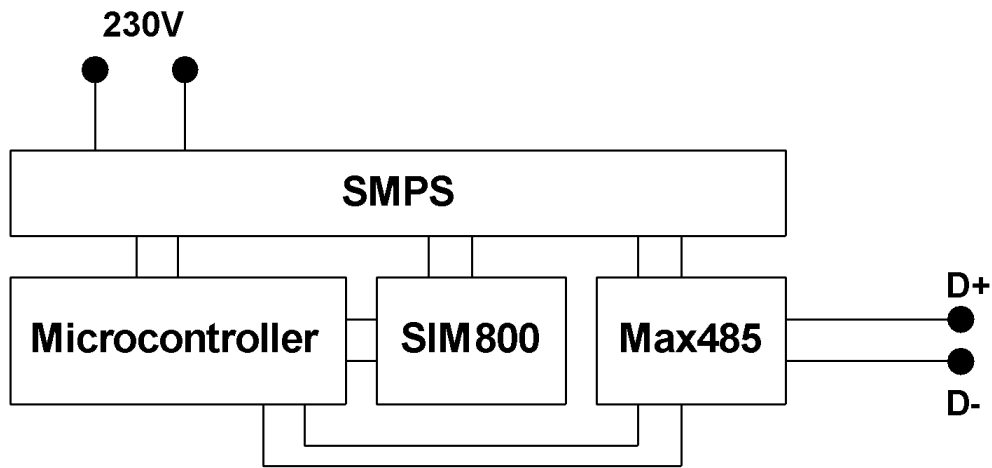 230V
SMPS
Microcontroller
SIM800
Max485
D+
D-